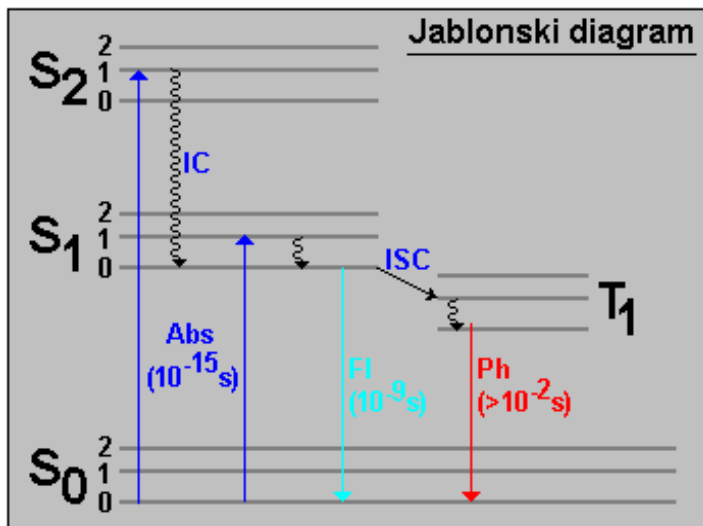 Jablonski diagram
S2
2
1
0
IC
S1
2
1
0
ISC
T1
Abs
(10-15s)
Fl
(10-9s)
Ph
(>10-2s)
S0
2
1
0